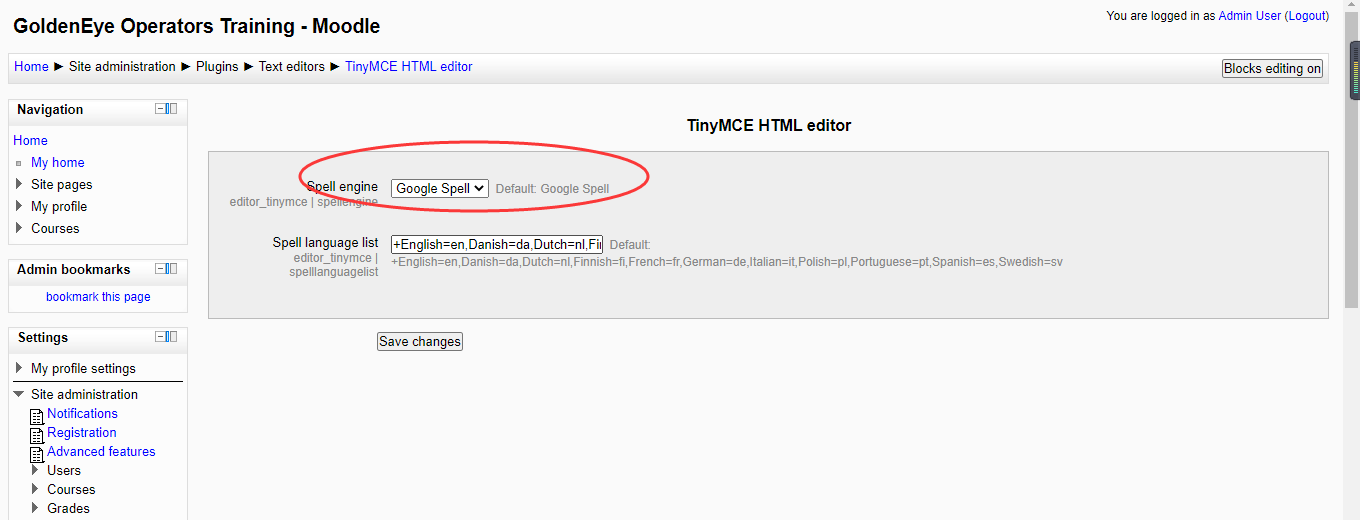 GoldenEye Operators Training - Moodle
You are logged in as Admin User (Logout)
Home ► Site administration ► Plugins ► Text editors ► TinyMCE HTML editor
Blocks editing on
Navigation
Home
My home
Site pages
My profile
Courses
Admin bookmarks
bookmark this page
Settings
My profile settings
Site administration
Notifications
Registration
Advanced features
Users
Courses
Grades
TinyMCE HTML editor
Spell engine
editor_tinymce | spellengine
Google Spell
Default: Google Spell
Spell language list
editor_tinymce |
spelllanguagelist
+English=en,Danish=da,Dutch=nl,Fin
Default:
+English=en,Danish=da,Dutch=nl,Finnish=fi,French=fr,German=de,Italian=it,Polish=pl,Portuguese=pt,Spanish=es,Swedish=sv
Save changes